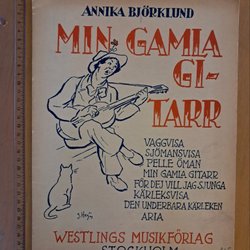 ANNIKA BJÖRKLUND
MIN GAMLA
GI-
TARR
VAGGVISA
SJÖMANSVISA
PELLE ÖMAN
MIN GAMLA GITARR
FÖR DEJ VILL JAG SJUNGA
KÄRLEKSVISA
DEN UNDERBARA KÄRLEKEN
ARIA
WESTLINGS MUSIKFÖRLAG
STOCKHOLM